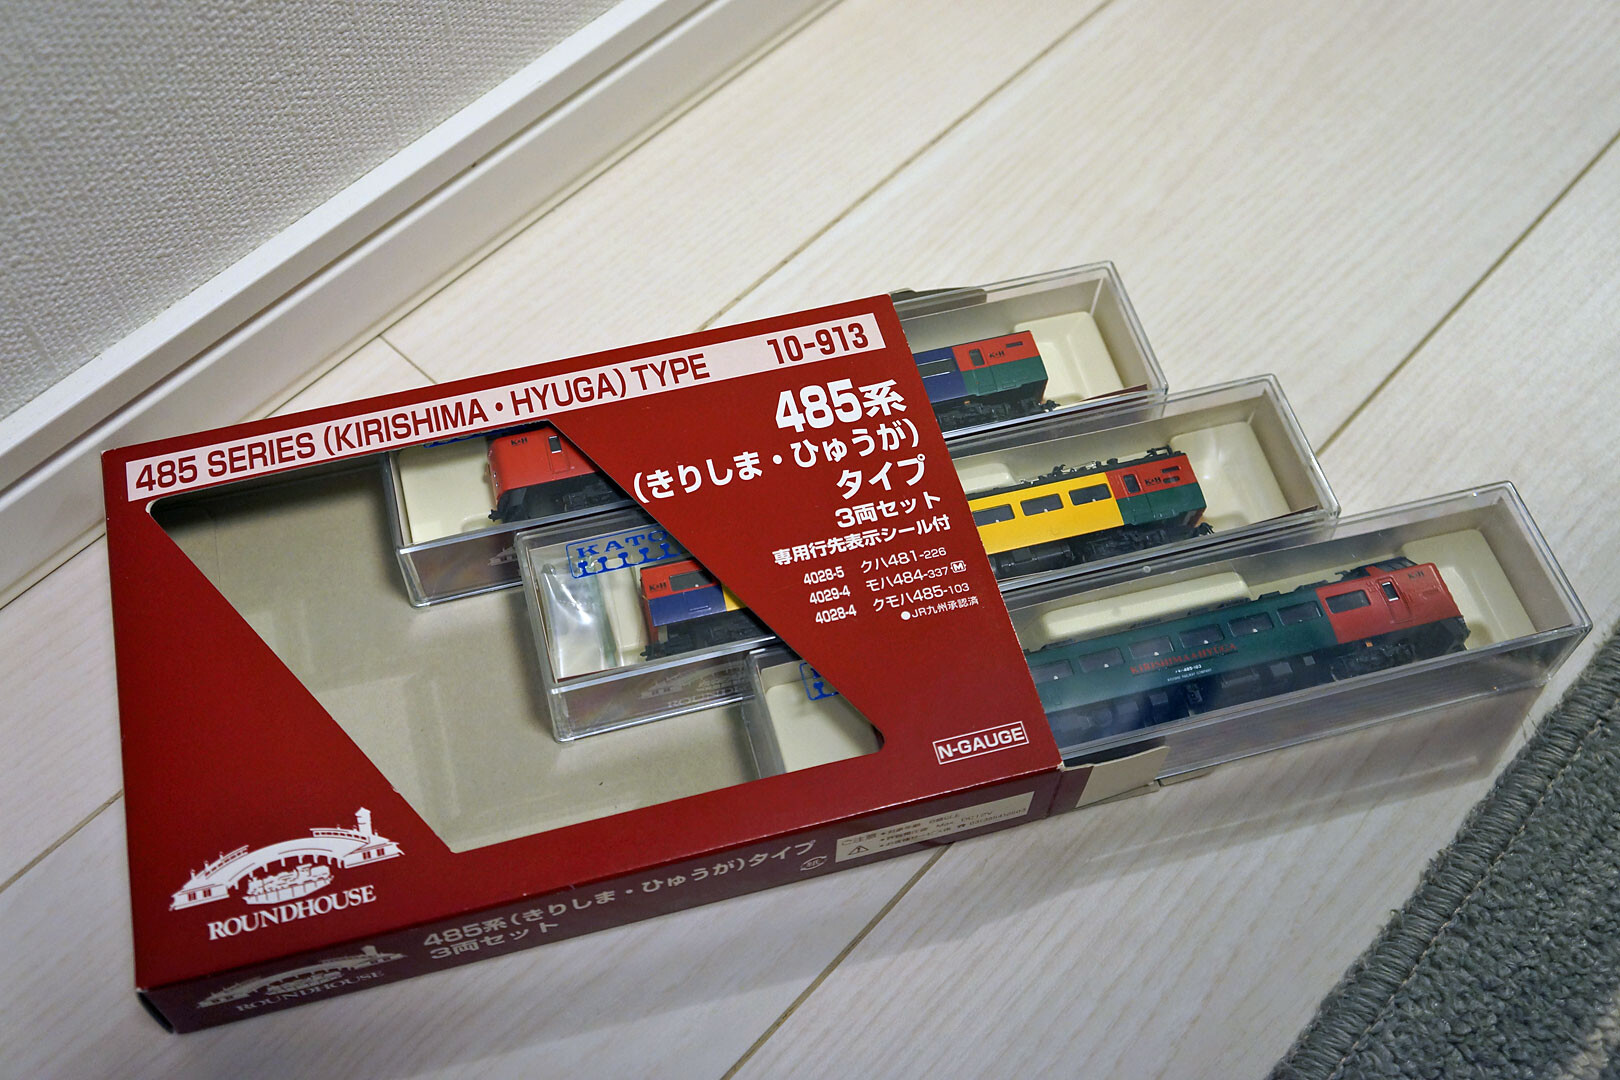 485 SERIES (KIRISHIMA・HYUGA) TYPE 10-913
485系
(きりしま・ひゅうが)
タイプ
3両セット
専用行先表示シール付
4028-5 クハ481-226
4029-4 モハ484-337 M
4028-4 クモハ485-103
●JR九州承認済
N-GAUGE
ROUNDHOUSE
485系(きりしま・ひゅうが)タイプ
3両セット
ROUNDHOUSE
ご注意
KATO
K&H
K&H
K&H
K&H
K&H
KIRISHIMA & HYUGA